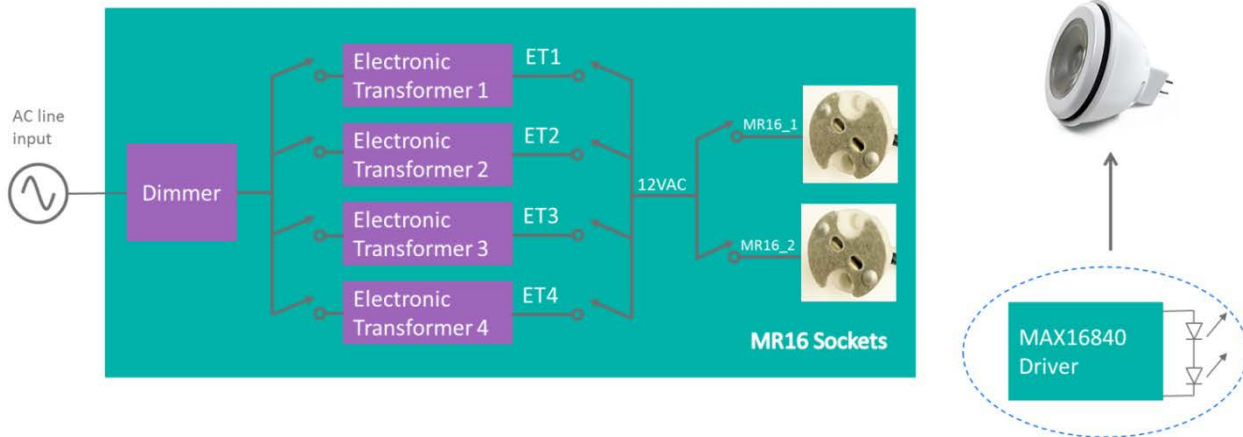 AC line
input
Dimmer
Electronic
Transformer 1
ET1
Electronic
Transformer 2
ET2
Electronic
Transformer 3
ET3
Electronic
Transformer 4
ET4
12VAC
MR16_1
MR16_2
MR16 Sockets
MAX16840
Driver